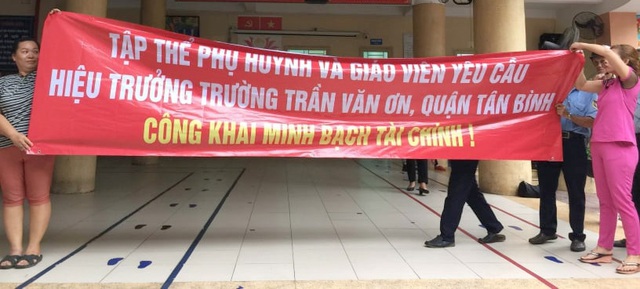 TẬP THỂ PHỤ HUYNH VÀ GIÁO VIÊN YÊU CẦU
HIỆU TRƯỞNG TRƯỜNG TRẦN VĂN ƠN, QUẬN TÂN BÌNH
CÔNG KHAI MINH BẠCH TÀI CHÍNH !